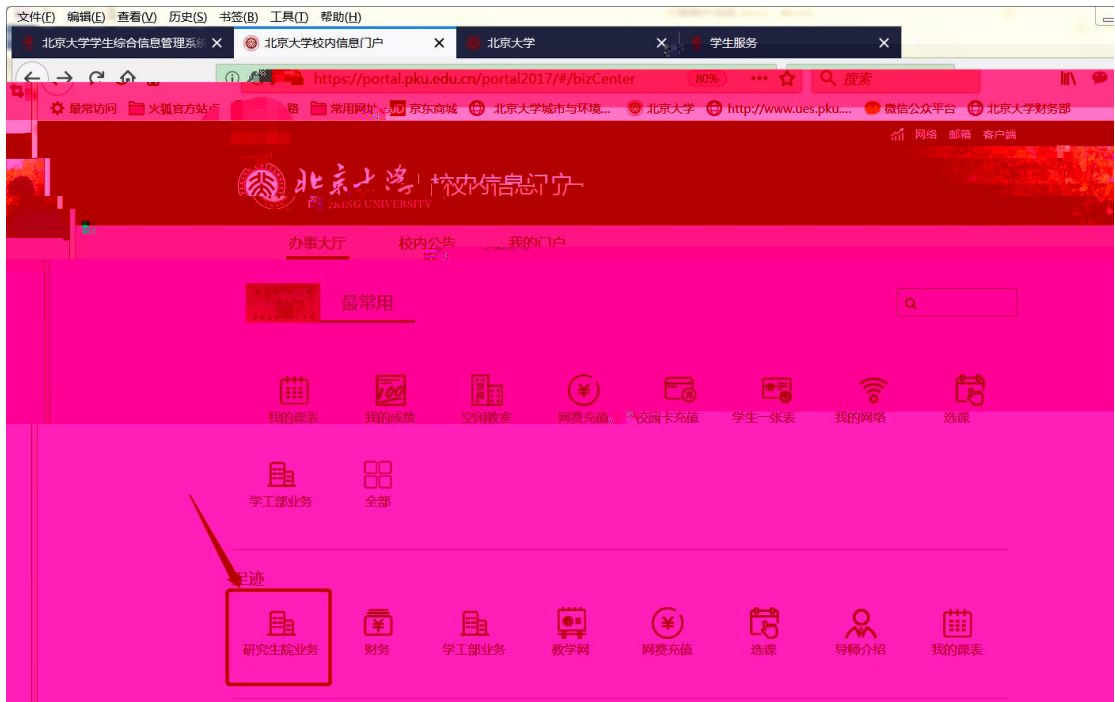 文件(F) 编辑(E) 查看(V) 历史(S) 书签(B) 工具(T) 帮助(H)
北京大学学生综合信息管理系统 北京大学校内信息门户 北京大学 学生服务
https://portal.pku.edu.cn/portal2017/#/bizCenter 80% 搜索
最常访问 火狐官方站点 常用网址 JD 京东商城 北京大学城市与环境... 北京大学 http://www.ues.pku.... 微信公众平台 北京大学财务部
网络 邮箱 客户端
北京大学 校内信息门户
PEKING UNIVERSITY
办事大厅 校内公告 我的门户
最常用
我的课表 我的成绩 空闲教室 网费充值 校园卡充值 学生一张表 我的网络 选课
学工部业务 全部
足迹
研究生院业务 财务 学工部业务 教学网 网费充值 选课 导师介绍 我的课表